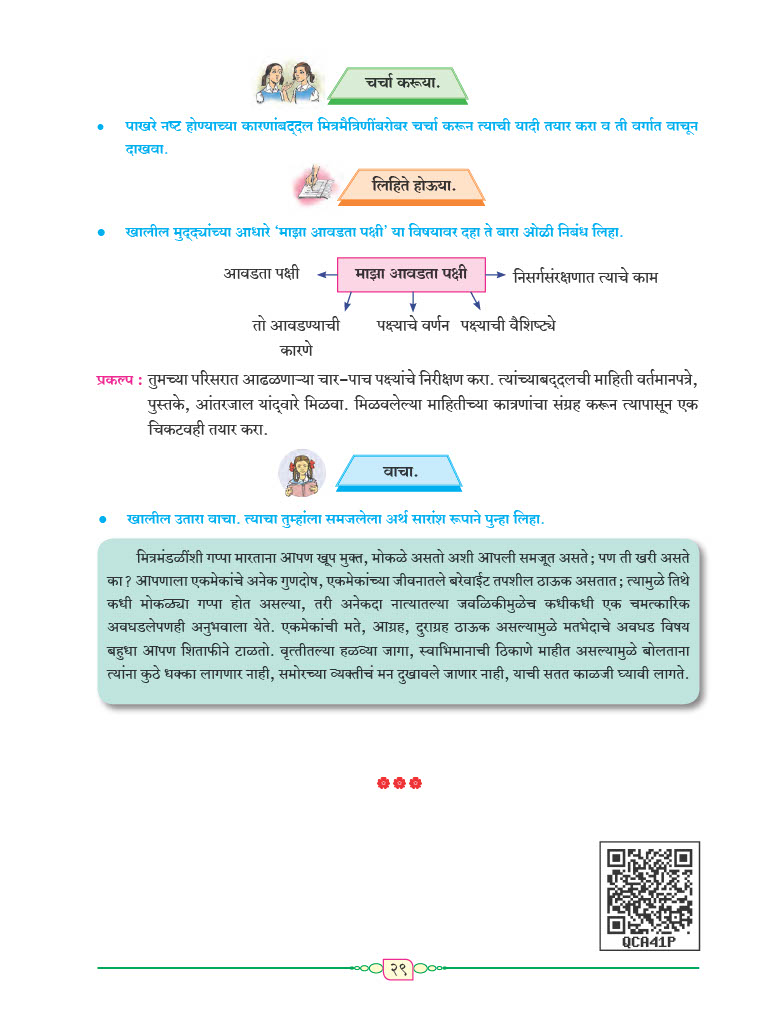 चर्चा करूया.
• पाखरे नष्ट होण्याच्या कारणांबद्दल मित्रमैत्रिणींबरोबर चर्चा करून त्याची यादी तयार करा व ती वर्गात वाचून
दाखवा.
लिहिते होऊया.
• खालील मुद्द्यांच्या आधारे ‘माझा आवडता पक्षी’ या विषयावर दहा ते बारा ओळी निबंध लिहा.
आवडता पक्षी माझा आवडता पक्षी निसर्गसंरक्षणात त्याचे काम
तो आवडण्याची पक्ष्याचे वर्णन पक्ष्याची वैशिष्ट्ये
कारणे
प्रकल्प : तुमच्या परिसरात आढळणाऱ्या चार-पाच पक्ष्यांचे निरीक्षण करा. त्यांच्याबद्दलची माहिती वर्तमानपत्रे,
पुस्तके, आंतरजाल यांद्वारे मिळवा. मिळवलेल्या माहितीच्या कात्रणांचा संग्रह करून त्यापासून एक
चिकटवही तयार करा.
वाचा.
• खालील उतारा वाचा. त्याचा तुम्हांला समजलेला अर्थ सारांश रूपाने पुन्हा लिहा.
मित्रमंडळींशी गप्पा मारताना आपण खूप मुक्त, मोकळे असतो अशी आपली समजूत असते; पण ती खरी असते
का? आपणाला एकमेकांचे अनेक गुणदोष, एकमेकांच्या जीवनातले बरेवाईट तपशील ठाऊक असतात; त्यामुळे तिथे
कधी मोकळ्या गप्पा होत असल्या, तरी अनेकदा नात्यातल्या जवळिकीमुळेच कधीकधी एक चमत्कारिक
अवघडलेपणही अनुभवाला येते. एकमेकांची मते, आग्रह, दुराग्रह ठाऊक असल्यामुळे मतभेदाचे अवघड विषय
बहुधा आपण शिताफीने टाळतो. वृत्तीतल्या हळव्या जागा, स्वाभिमानाची ठिकाणे माहीत असल्यामुळे बोलताना
त्यांना कुठे धक्का लागणार नाही, समोरच्या व्यक्तीचं मन दुखावले जाणार नाही, याची सतत काळजी घ्यावी लागते.
QCA41P
२९